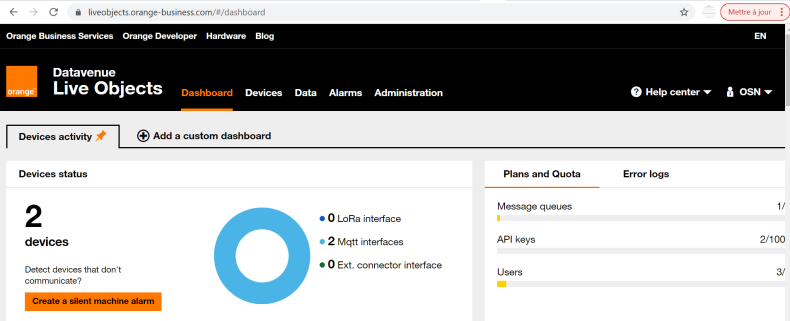 liveobjects.orange-business.com/#/dashboard
Mettre à jour
Orange Business Services Orange Developer Hardware Blog EN
orange™
Datavenue
Live Objects
Dashboard Devices Data Alarms Administration
Help center OSN
Devices activity Add a custom dashboard
Devices status
2
devices
Detect devices that don't
communicate?
Create a silent machine alarm
0 LoRa interface
2 Mqtt interfaces
0 Ext. connector interface
Plans and Quota Error logs
Message queues 1/
API keys 2/100
Users 3/